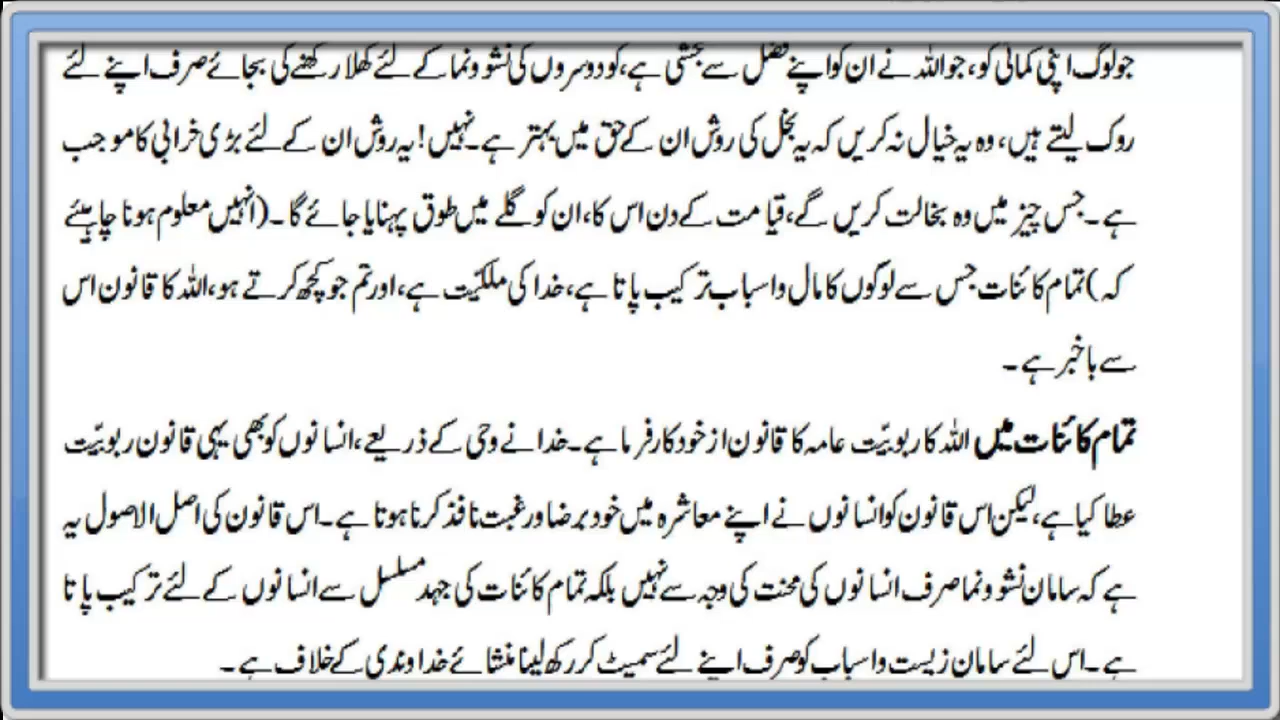 جو لوگ اپنی کمائی کو، جو اللہ نے ان کو اپنے فضل سے بخشی ہے، کو دوسروں کی نشوونما کے لئے کھلا رکھنے کی بجائے صرف اپنے لئے
روک لیتے ہیں، وہ یہ خیال نہ کریں کہ یہ بخل کی روش ان کے حق میں بہتر ہے۔ نہیں! یہ روش ان کے لئے بڑی خرابی کا موجب
ہے۔ جس چیز میں وہ بخالت کریں گے، قیامت کے دن اس کا، ان کو گلے میں طوق پہنایا جائے گا۔ (انہیں معلوم ہونا چاہیئے
کہ) تمام کائنات جس سے لوگوں کا مال و اسباب ترکیب پاتا ہے، خدا کی ملکیّت ہے، اور تم جو کچھ کرتے ہو، اللہ کا قانون اس
سے باخبر ہے۔
تمام کائنات میں اللہ کا ربوبیّت عامہ کا قانون از خود کارفرما ہے۔ خدا نے وحی کے ذریعے، انسانوں کو بھی یہی قانون ربوبیّت
عطا کیا ہے، لیکن اس قانون کو انسانوں نے اپنے معاشرہ میں خود برضا ورغبت نافذ کرنا ہوتا ہے۔ اس قانون کی اصل الاصول یہ
ہے کہ سامان نشوونما صرف انسانوں کی محنت کی وجہ سے نہیں بلکہ تمام کائنات کی جہد مسلسل سے انسانوں کے لئے ترکیب پاتا
ہے۔ اس لئے سامان زیست و اسباب کو صرف اپنے لئے سمیٹ کر رکھ لینا منشائے خداوندی کے خلاف ہے۔